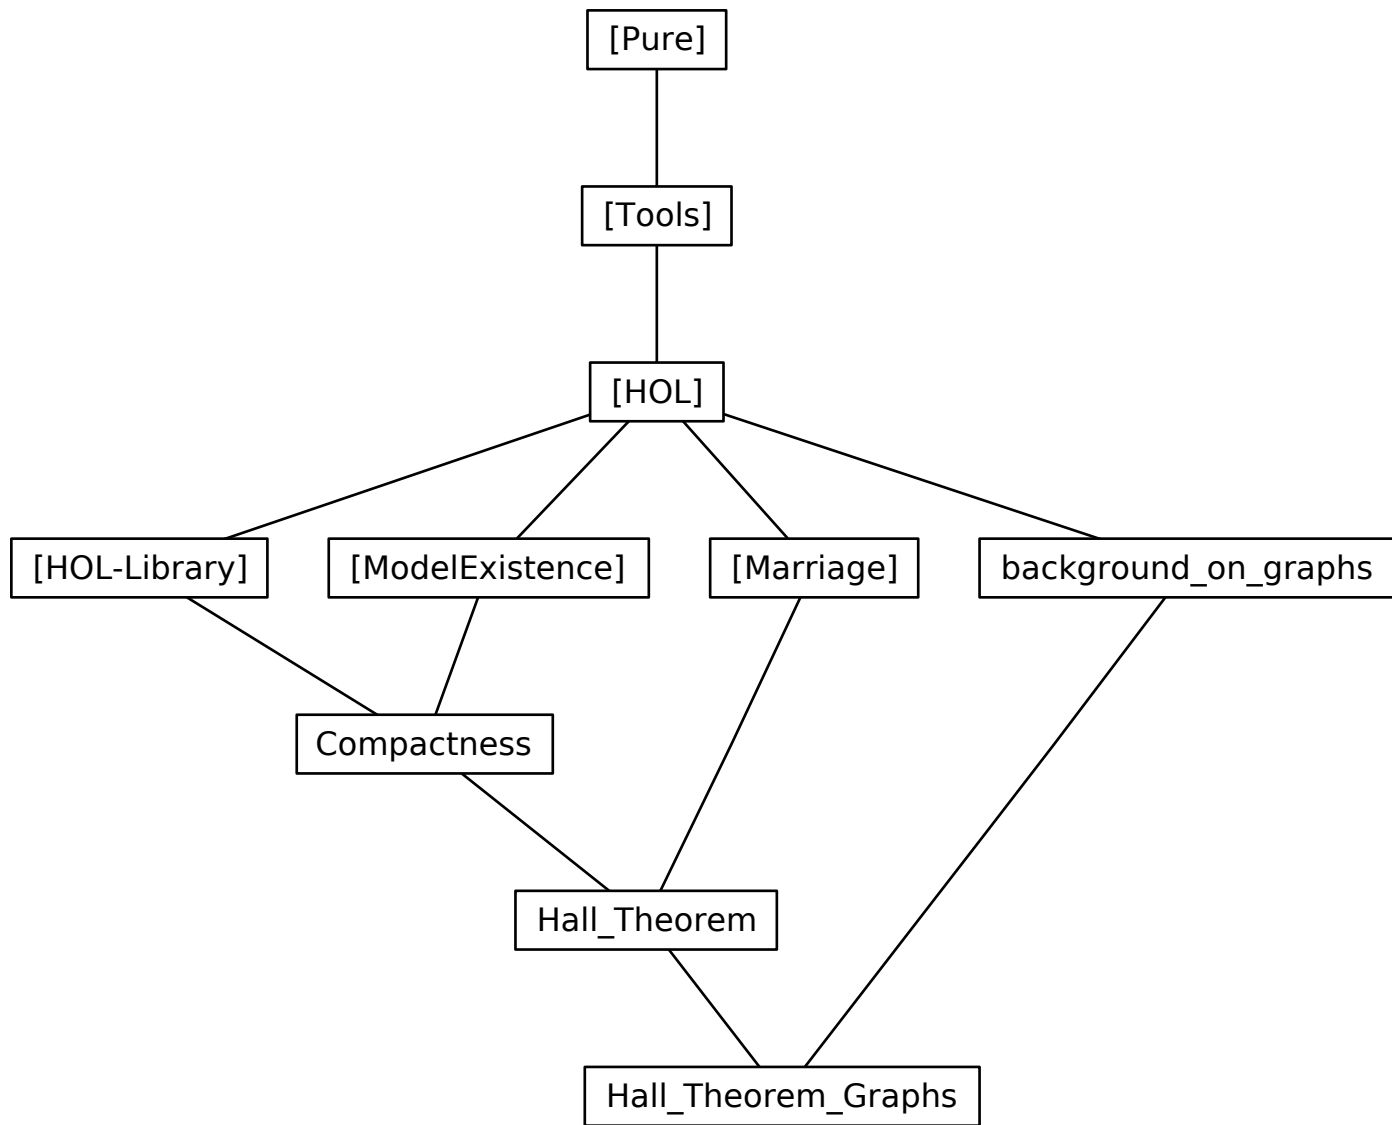 [Pure]
[Tools]
[HOL]
[HOL-Library]
[ModelExistence]
[Marriage]
background_on_graphs
Compactness
Hall_Theorem
Hall_Theorem_Graphs